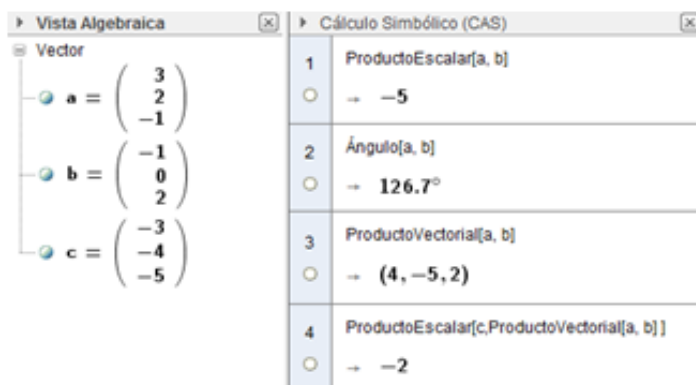 Vista Algebraica
Vector
a = ( 3 2 −1 )
b = ( −1 0 2 )
c = ( −3 −4 −5 )
Cálculo Simbólico (CAS)
1 ProductoEscalar[a, b]
→ −5
2 Ángulo[a, b]
→ 126.7°
3 ProductoVectorial[a, b]
→ (4, −5, 2)
4 ProductoEscalar[c,ProductoVectorial[a, b] ]
→ −2